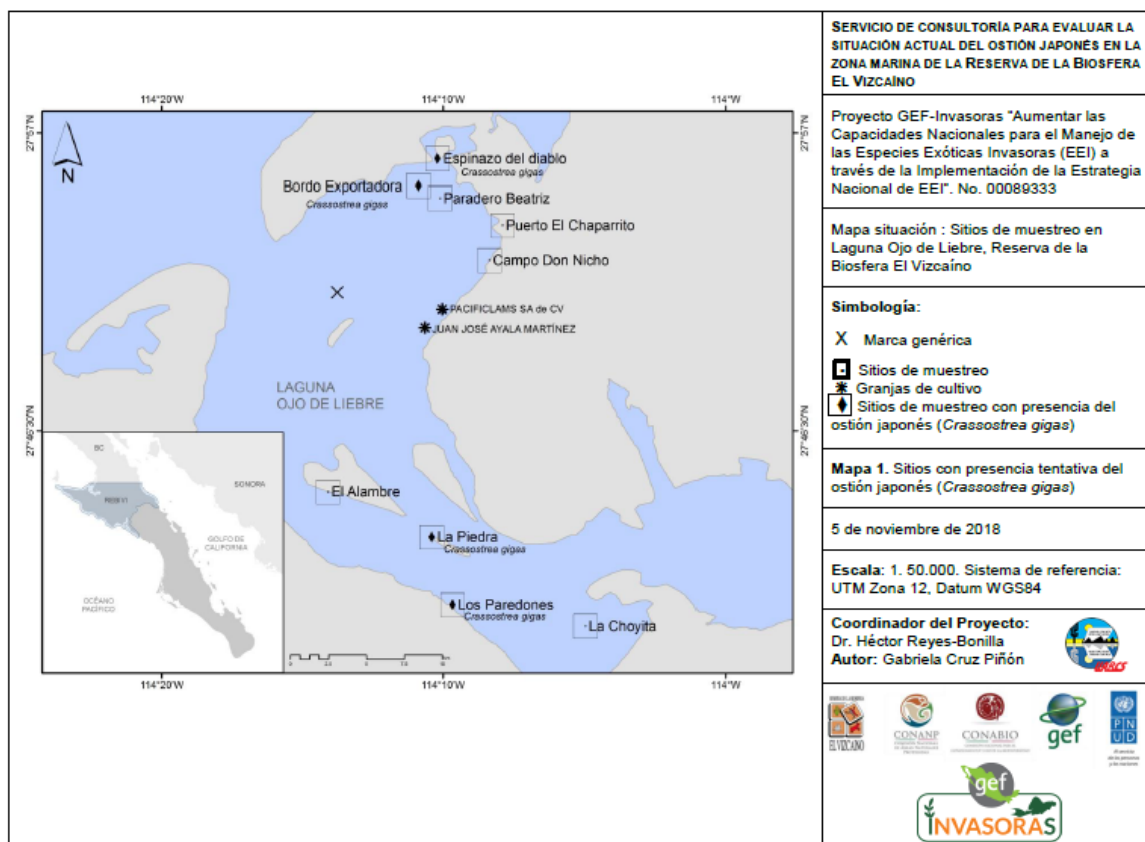 114°20'W
114°10'W
114°W
27°57'N
27°57'N
N
Espinazo del diablo
Crassostrea gigas
Bordo Exportadora
Crassostrea gigas
Paradero Beatriz
Puerto El Chaparrito
Campo Don Nicho
PACIFICLAMS SA de CV
JUAN JOSÉ AYALA MARTÍNEZ
LAGUNA
OJO DE LIEBRE
27°46'30"N
27°46'30"N
BC
SONORA
GOLFO DE
CALIFORNIA
OCÉANO
PACÍFICO
El Alambre
La Piedra
Crassostrea gigas
Los Paredones
Crassostrea gigas
La Choyita
114°20'W
114°10'W
114°W
SERVICIO DE CONSULTORÍA PARA EVALUAR LA
SITUACIÓN ACTUAL DEL OSTIÓN JAPONÉS EN LA
ZONA MARINA DE LA RESERVA DE LA BIOSFERA
EL VIZCAÍNO
Proyecto GEF-Invasoras "Aumentar las
Capacidades Nacionales para el Manejo de
las Especies Exóticas Invasoras (EEI) a
través de la Implementación de la Estrategia
Nacional de EEI". No. 00089333
Mapa situación : Sitios de muestreo en
Laguna Ojo de Liebre, Reserva de la
Biosfera El Vizcaíno
Simbología:
X Marca genérica
Sitios de muestreo
Granjas de cultivo
Sitios de muestreo con presencia del
ostión japonés (Crassostrea gigas)
Mapa 1. Sitios con presencia tentativa del
ostión japonés (Crassostrea gigas)
5 de noviembre de 2018
Escala: 1. 50.000. Sistema de referencia:
UTM Zona 12, Datum WGS84
Coordinador del Proyecto:
Dr. Héctor Reyes-Bonilla
Autor: Gabriela Cruz Piñón
EL VIZCAÍNO
CONANP
CONABIO
gef
P N
U D
gef
INVASORAS